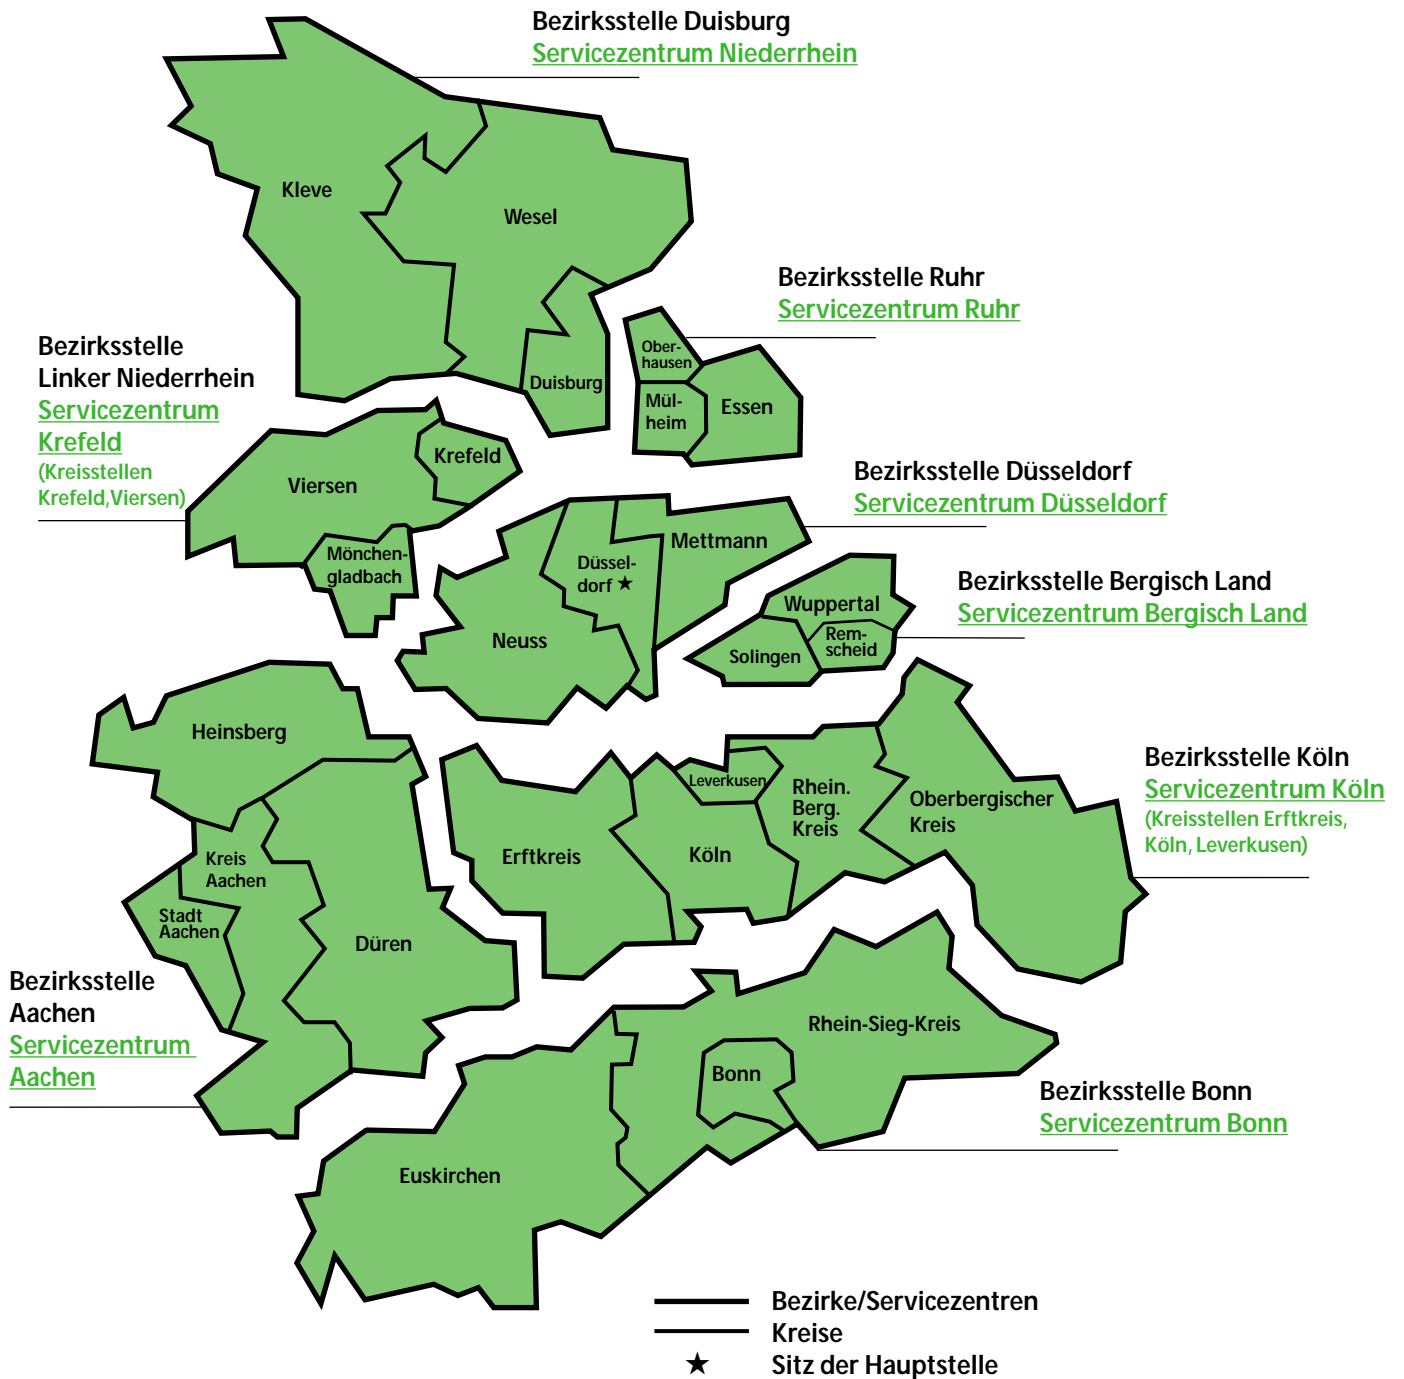 Bezirksstelle Duisburg
Servicezentrum Niederrhein
Kleve
Wesel
Duisburg
Bezirksstelle Ruhr
Servicezentrum Ruhr
Ober-
hausen
Mül-
heim
Essen
Bezirksstelle
Linker Niederrhein
Servicezentrum
Krefeld
(Kreisstellen
Krefeld,Viersen)
Krefeld
Viersen
Mönchen-
gladbach
Bezirksstelle Düsseldorf
Servicezentrum Düsseldorf
Mettmann
Düssel-
dorf ★
Neuss
Bezirksstelle Bergisch Land
Servicezentrum Bergisch Land
Wuppertal
Rem-
scheid
Solingen
Heinsberg
Kreis
Aachen
Stadt
Aachen
Düren
Bezirksstelle
Aachen
Servicezentrum
Aachen
Bezirksstelle Köln
Servicezentrum Köln
(Kreisstellen Erftkreis,
Köln, Leverkusen)
Leverkusen
Rhein.
Berg.
Kreis
Oberbergischer
Kreis
Erftkreis
Köln
Rhein-Sieg-Kreis
Bonn
Euskirchen
Bezirksstelle Bonn
Servicezentrum Bonn
Bezirke/Servicezentren
Kreise
★ Sitz der Hauptstelle